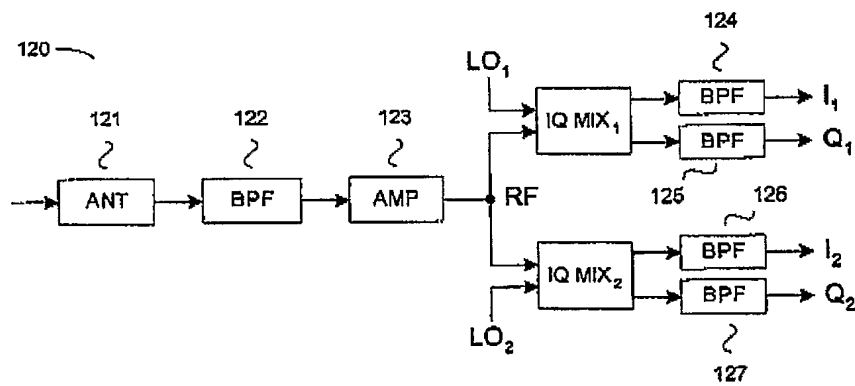 120
121
122
123
124
LO₁
IQ MIX₁
BPF
I₁
BPF
Q₁
125
ANT
BPF
AMP
RF
126
IQ MIX₂
BPF
I₂
BPF
Q₂
LO₂
127